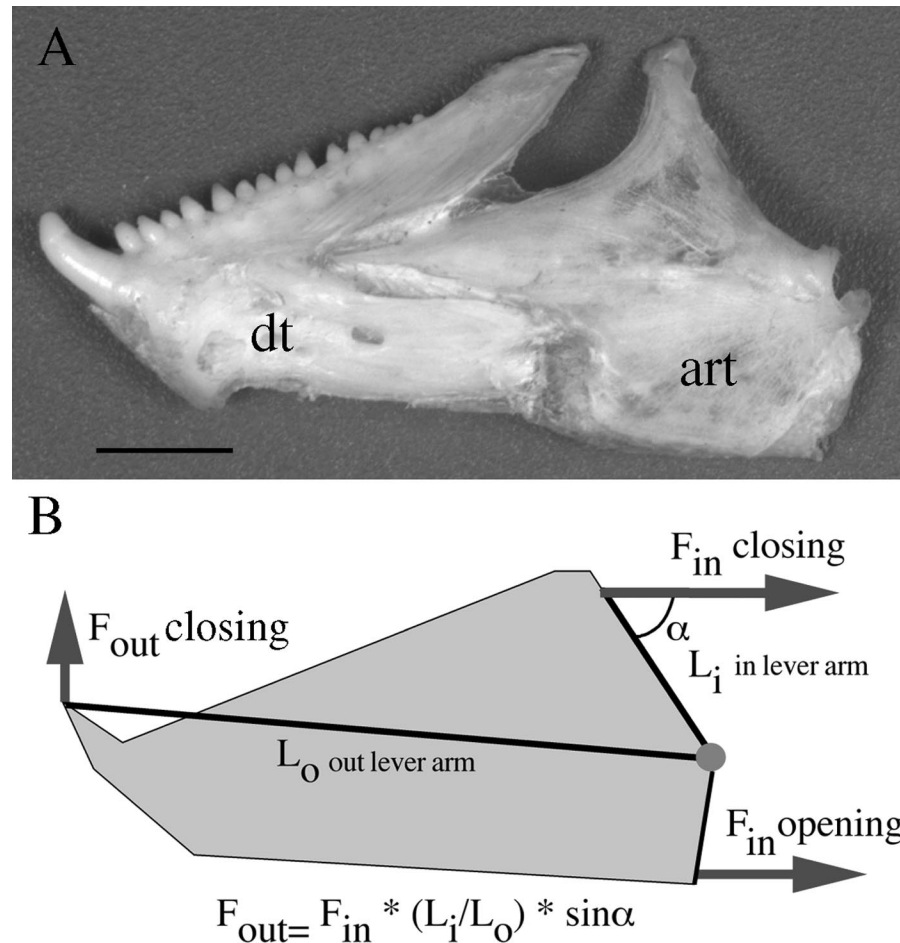 A
dt
art
B
F_in closing
F_out closing
α
L_i in lever arm
L_o out lever arm
F_in opening
F_out= F_in * (L_i/L_o) * sinα